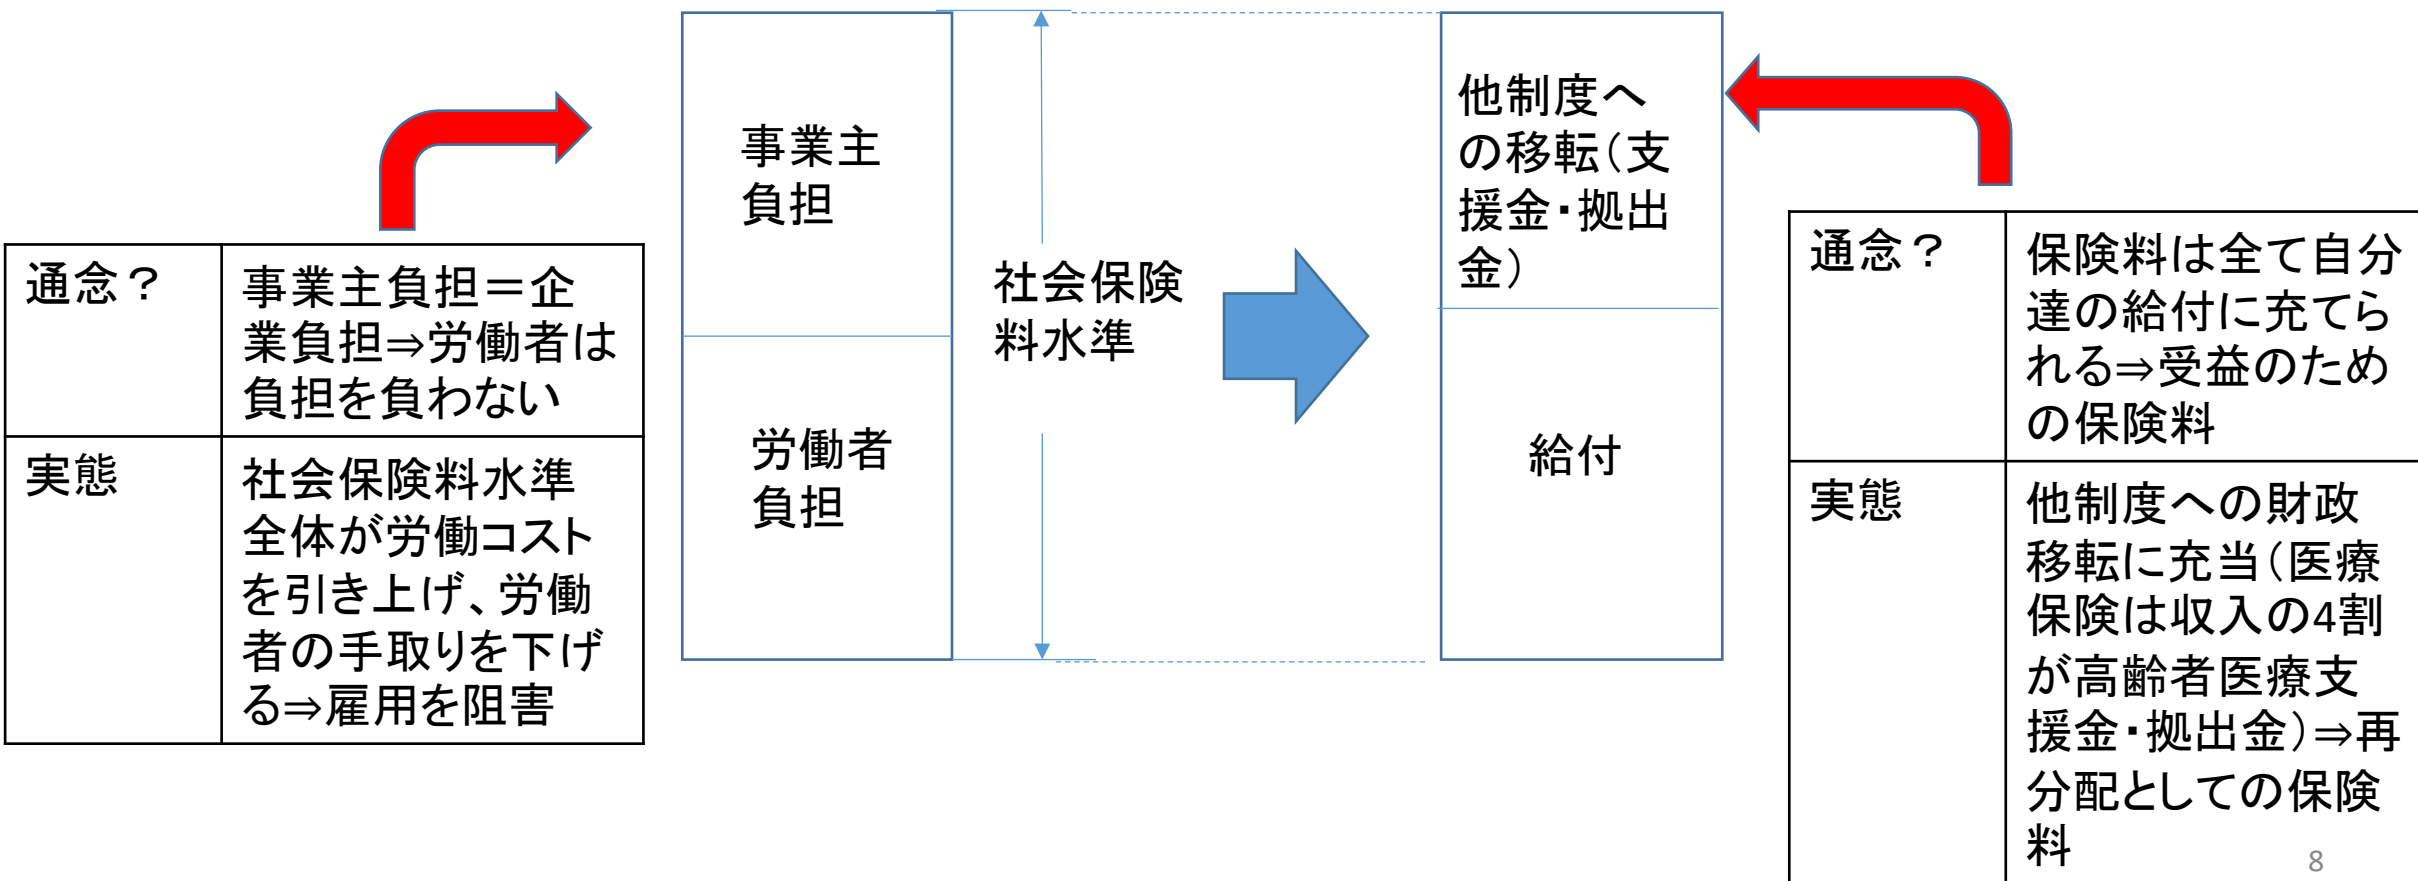 通念？
事業主負担＝企
業負担⇒労働者は
負担を負わない
実態
社会保険料水準
全体が労働コスト
を引き上げ、労働
者の手取りを下げ
る⇒雇用を阻害
事業主
負担
労働者
負担
社会保険
料水準
他制度へ
の移転（支
援金・拠出
金）
給付
通念？
保険料は全て自分
達の給付に充てら
れる⇒受益のため
の保険料
実態
他制度への財政
移転に充当（医療
保険は収入の4割
が高齢者医療支
援金・拠出金）⇒再
分配としての保険
料
8